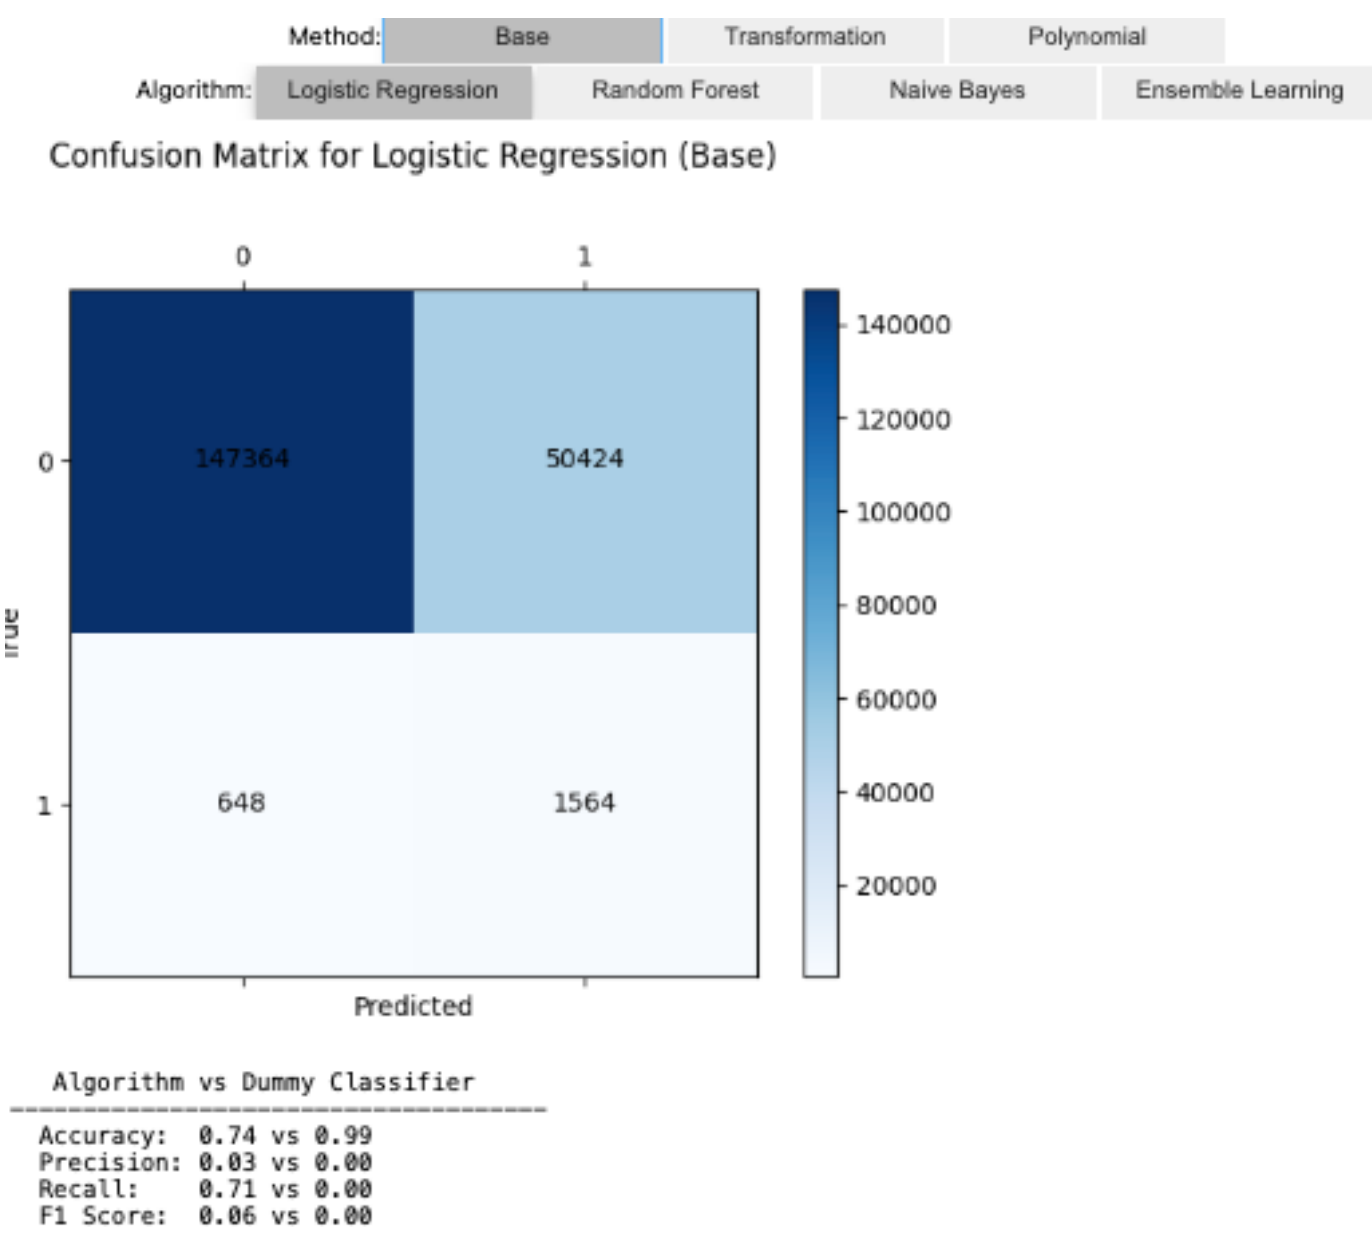 Method: Base Transformation Polynomial
Algorithm: Logistic Regression Random Forest Naive Bayes Ensemble Learning
Confusion Matrix for Logistic Regression (Base)
0 1
140000
120000
100000
80000
60000
40000
20000
0 147364 50424
True
1 648 1564
Predicted
Algorithm vs Dummy Classifier
-------------------------------------
Accuracy: 0.74 vs 0.99
Precision: 0.03 vs 0.00
Recall: 0.71 vs 0.00
F1 Score: 0.06 vs 0.00